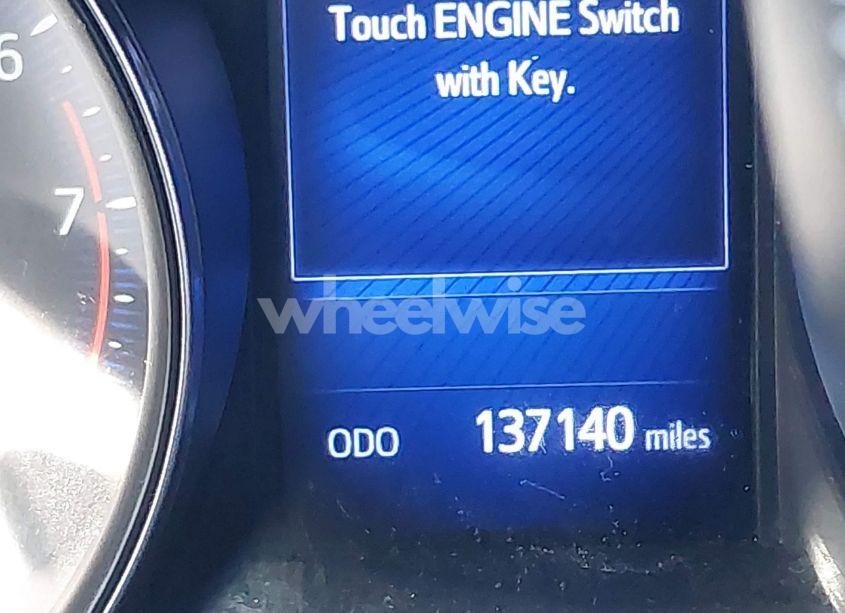 Touch ENGINE Switch
with Key.
6
7
wheelwise
ODO 137140 miles